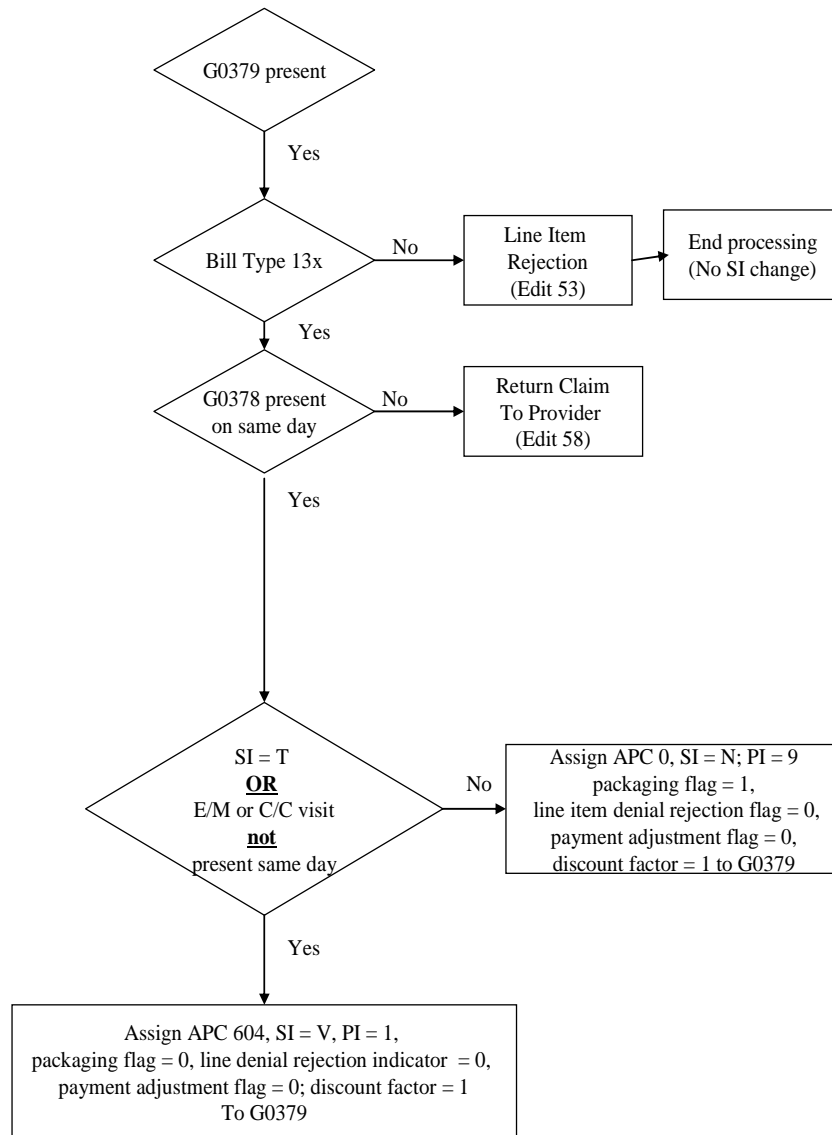 G0379 present
Yes
Bill Type 13x
No
Line Item
Rejection
(Edit 53)
End processing
(No SI change)
Yes
G0378 present
on same day
No
Return Claim
To Provider
(Edit 58)
Yes
SI = T
OR
E/M or C/C visit
not
present same day
No
Assign APC 0, SI = N; PI = 9
packaging flag = 1,
line item denial rejection flag = 0,
payment adjustment flag = 0,
discount factor = 1 to G0379
Yes
Assign APC 604, SI = V, PI = 1,
packaging flag = 0, line denial rejection indicator = 0,
payment adjustment flag = 0; discount factor = 1
To G0379